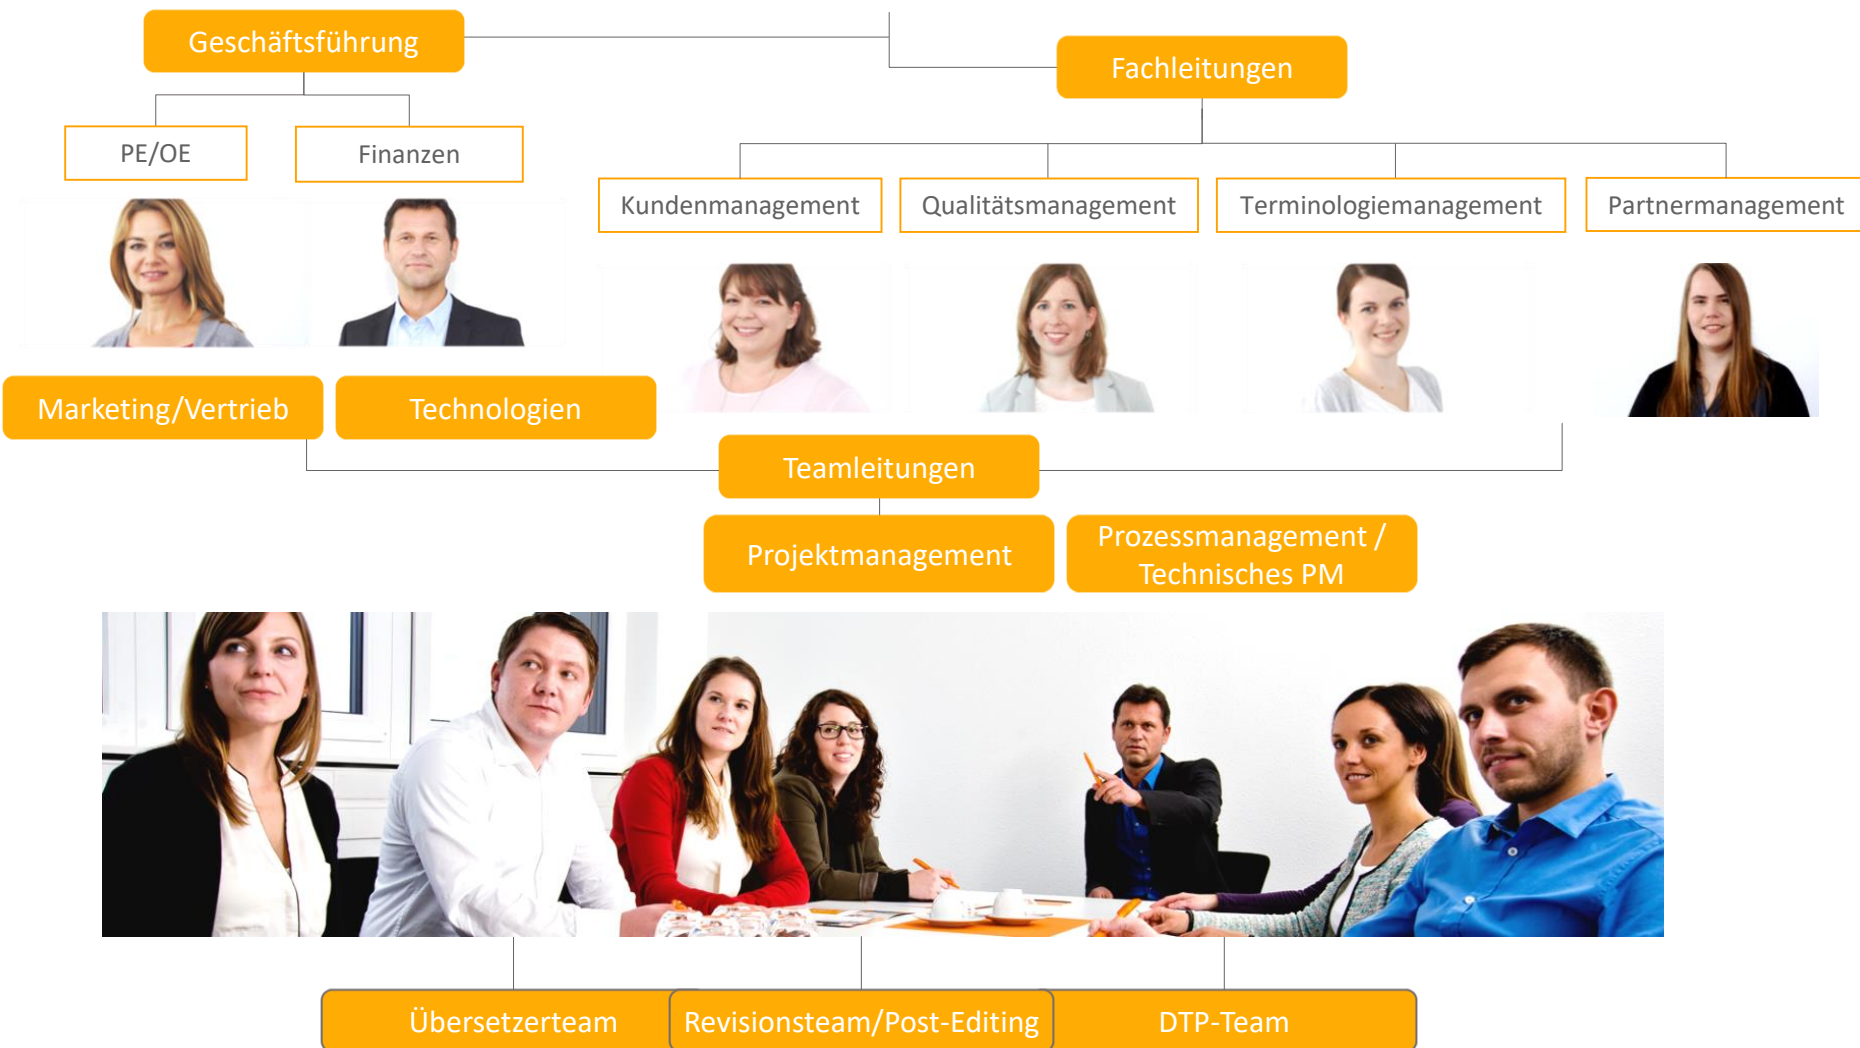 Geschäftsführung
Fachleitungen
PE/OE
Finanzen
Kundenmanagement
Qualitätsmanagement
Terminologiemanagement
Partnermanagement
Marketing/Vertrieb
Technologien
Teamleitungen
Projektmanagement
Prozessmanagement /
Technisches PM
Übersetzerteam
Revisionsteam/Post-Editing
DTP-Team